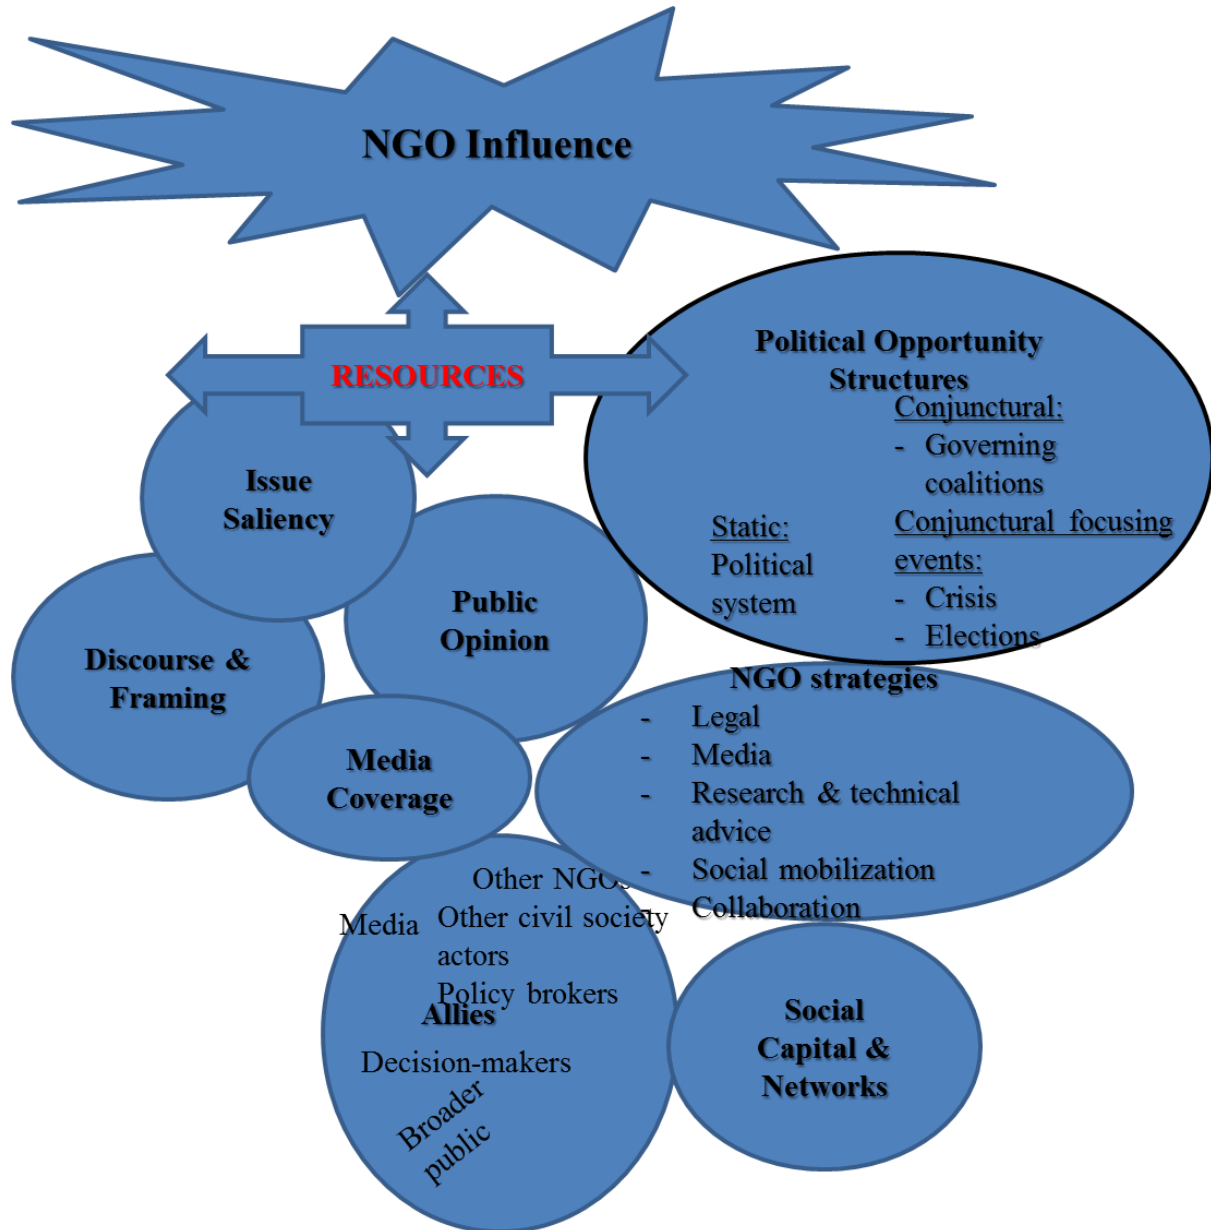 NGO Influence
RESOURCES
Political Opportunity
Structures
Conjunctural:
- Governing
coalitions
Conjunctural focusing
events:
- Crisis
- Elections
Static:
Political
system
Issue
Saliency
Public
Opinion
Discourse &
Framing
Media
Coverage
NGO strategies
- Legal
- Media
- Research & technical
advice
- Social mobilization
- Collaboration
Other NGOs
Media
Other civil society
actors
Policy brokers
Allies
Decision-makers
Broader
public
Social
Capital &
Networks